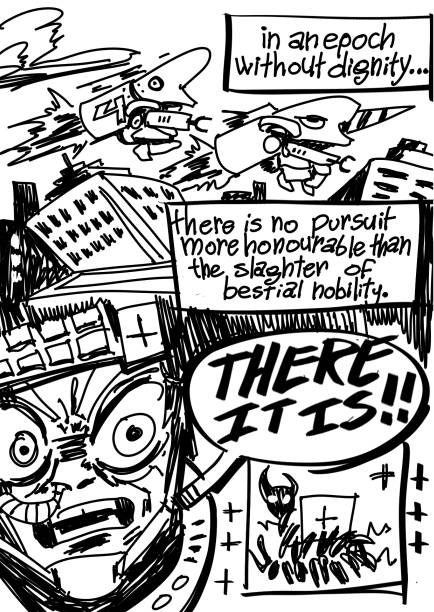 in an epoch
without dignity...
4
there is no pursuit
more honourable than
the slaghter of
bestial nobility.
THERE
IT IS!!